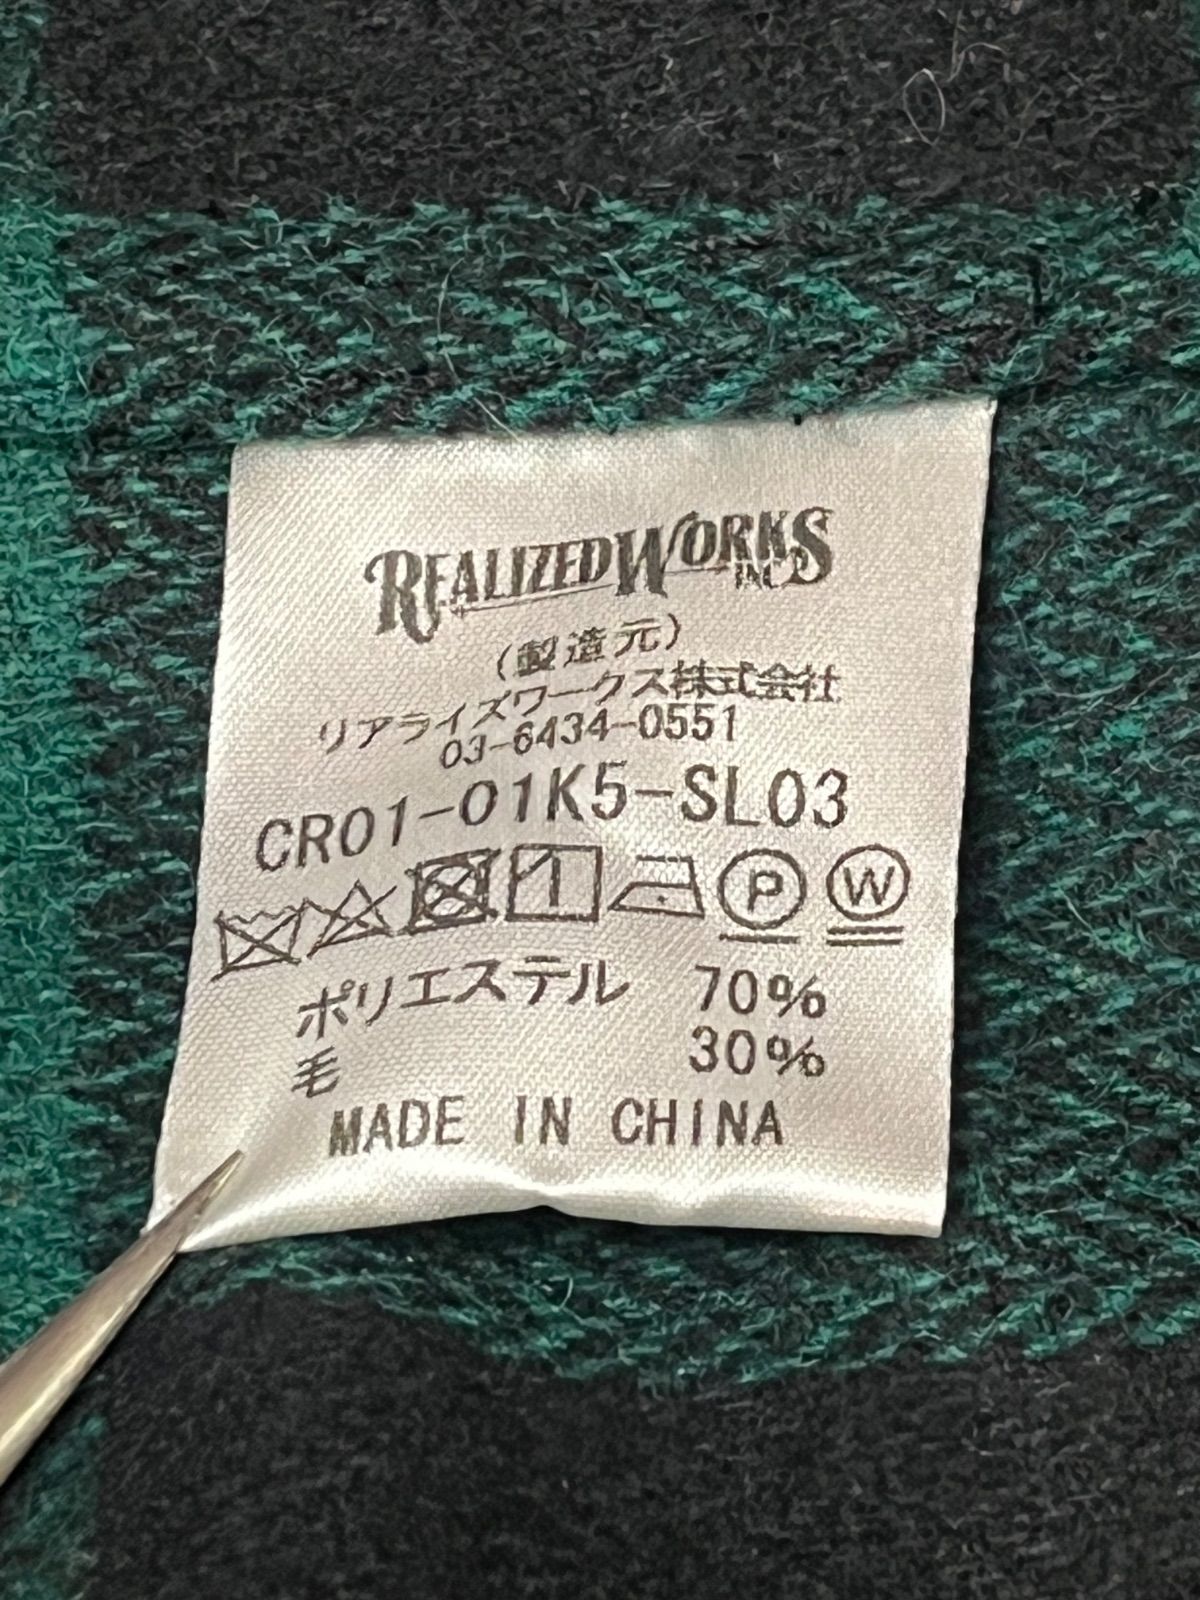 REALIZEDWORKS
INC.
(製造元)
リアライズワークス株式会社
03-6434-0551
CR01-01K5-SL03
P W
ポリエステル 70%
毛 30%
MADE IN CHINA